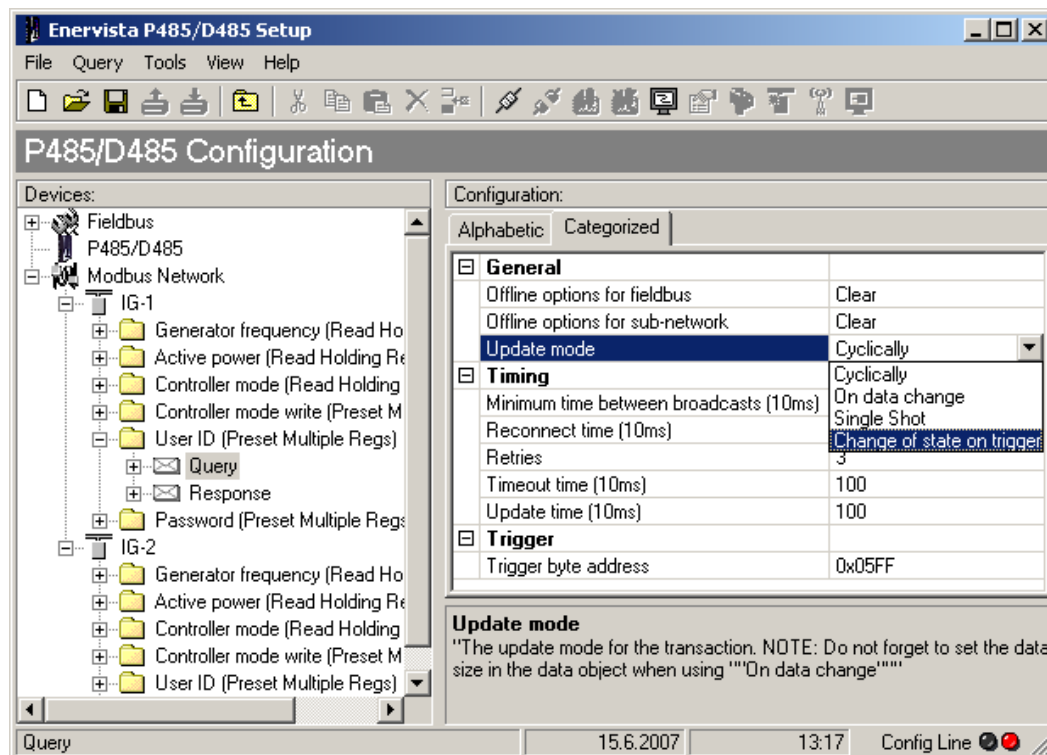 Enervista P485/D485 Setup
File Query Tools View Help
P485/D485 Configuration
Devices:
Fieldbus
P485/D485
Modbus Network
IG-1
Generator frequency (Read Ho
Active power (Read Holding Re
Controller mode (Read Holding
Controller mode write (Preset M
User ID (Preset Multiple Regs)
Query
Response
Password (Preset Multiple Regs
IG-2
Generator frequency (Read Ho
Active power (Read Holding Re
Controller mode (Read Holding
Controller mode write (Preset M
User ID (Preset Multiple Regs)
Configuration:
Alphabetic Categorized
General
Offline options for fieldbus Clear
Offline options for sub-network Clear
Update mode Cyclically
Cyclically
On data change
Single Shot
Change of state on trigger
Timing
Minimum time between broadcasts (10ms)
Reconnect time (10ms)
Retries 3
Timeout time (10ms) 100
Update time (10ms) 100
Trigger
Trigger byte address 0x05FF
Update mode
"The update mode for the transaction. NOTE: Do not forget to set the data
size in the data object when using '""On data change'"""
Query 15.6.2007 13:17 Config Line